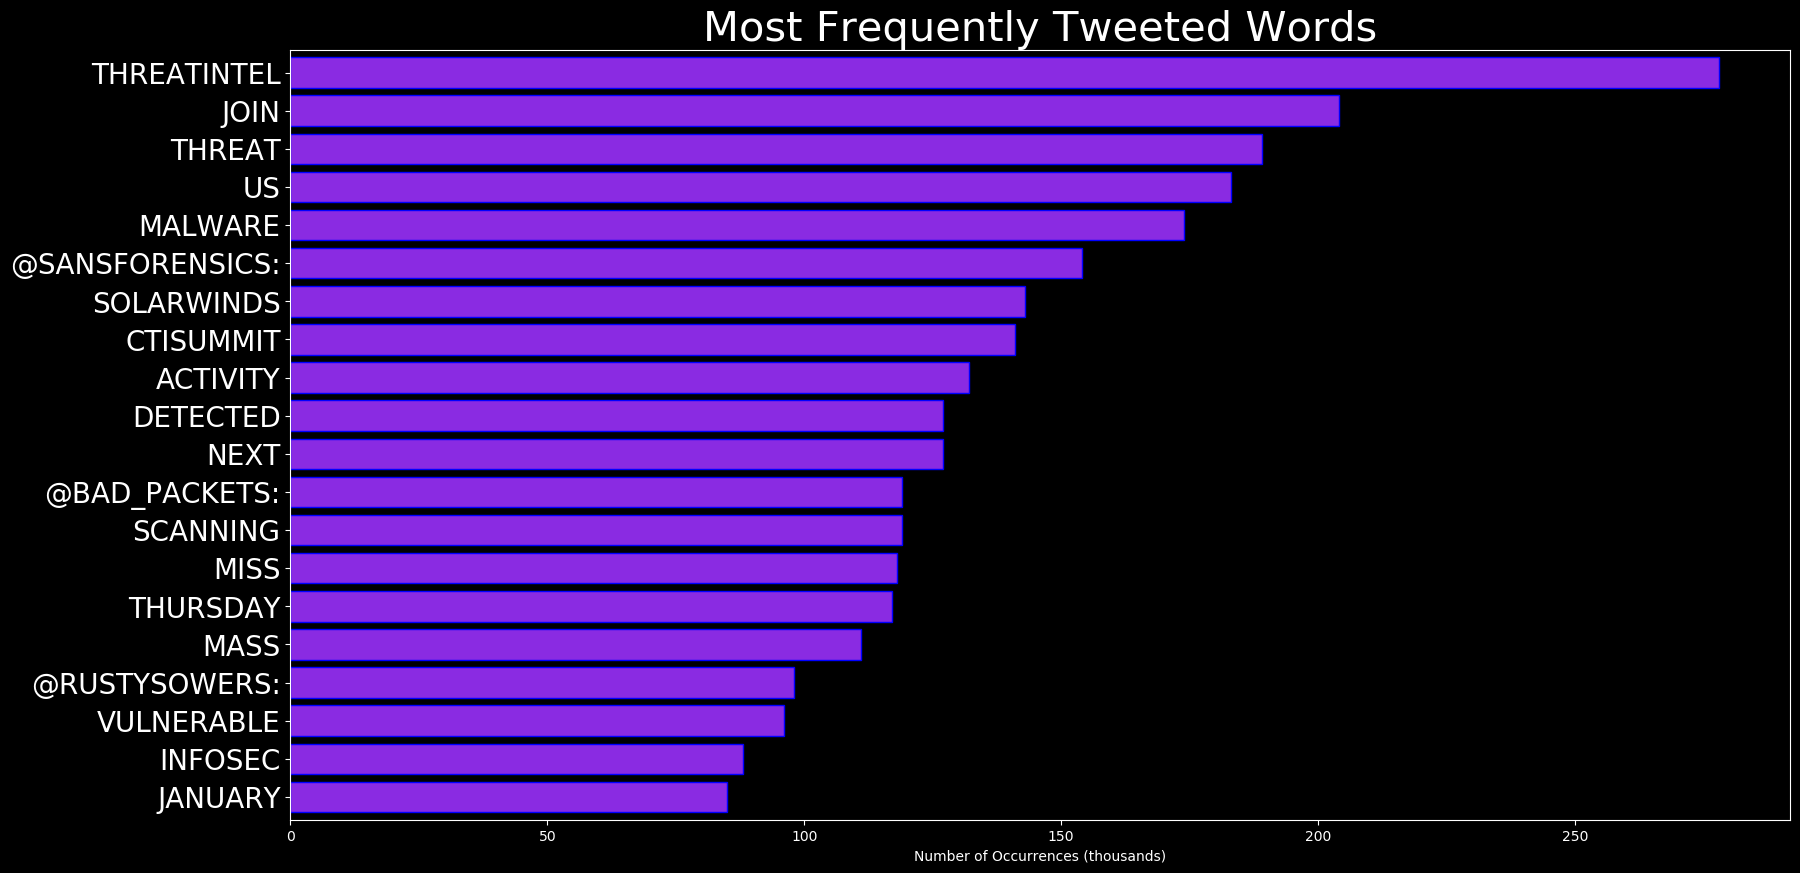 Most Frequently Tweeted Words
THREATINTEL
JOIN
THREAT
US
MALWARE
@SANSFORENSICS:
SOLARWINDS
CTISUMMIT
ACTIVITY
DETECTED
NEXT
@BAD_PACKETS:
SCANNING
MISS
THURSDAY
MASS
@RUSTYSOWERS:
VULNERABLE
INFOSEC
JANUARY
0 50 100 150 200 250
Number of Occurrences (thousands)